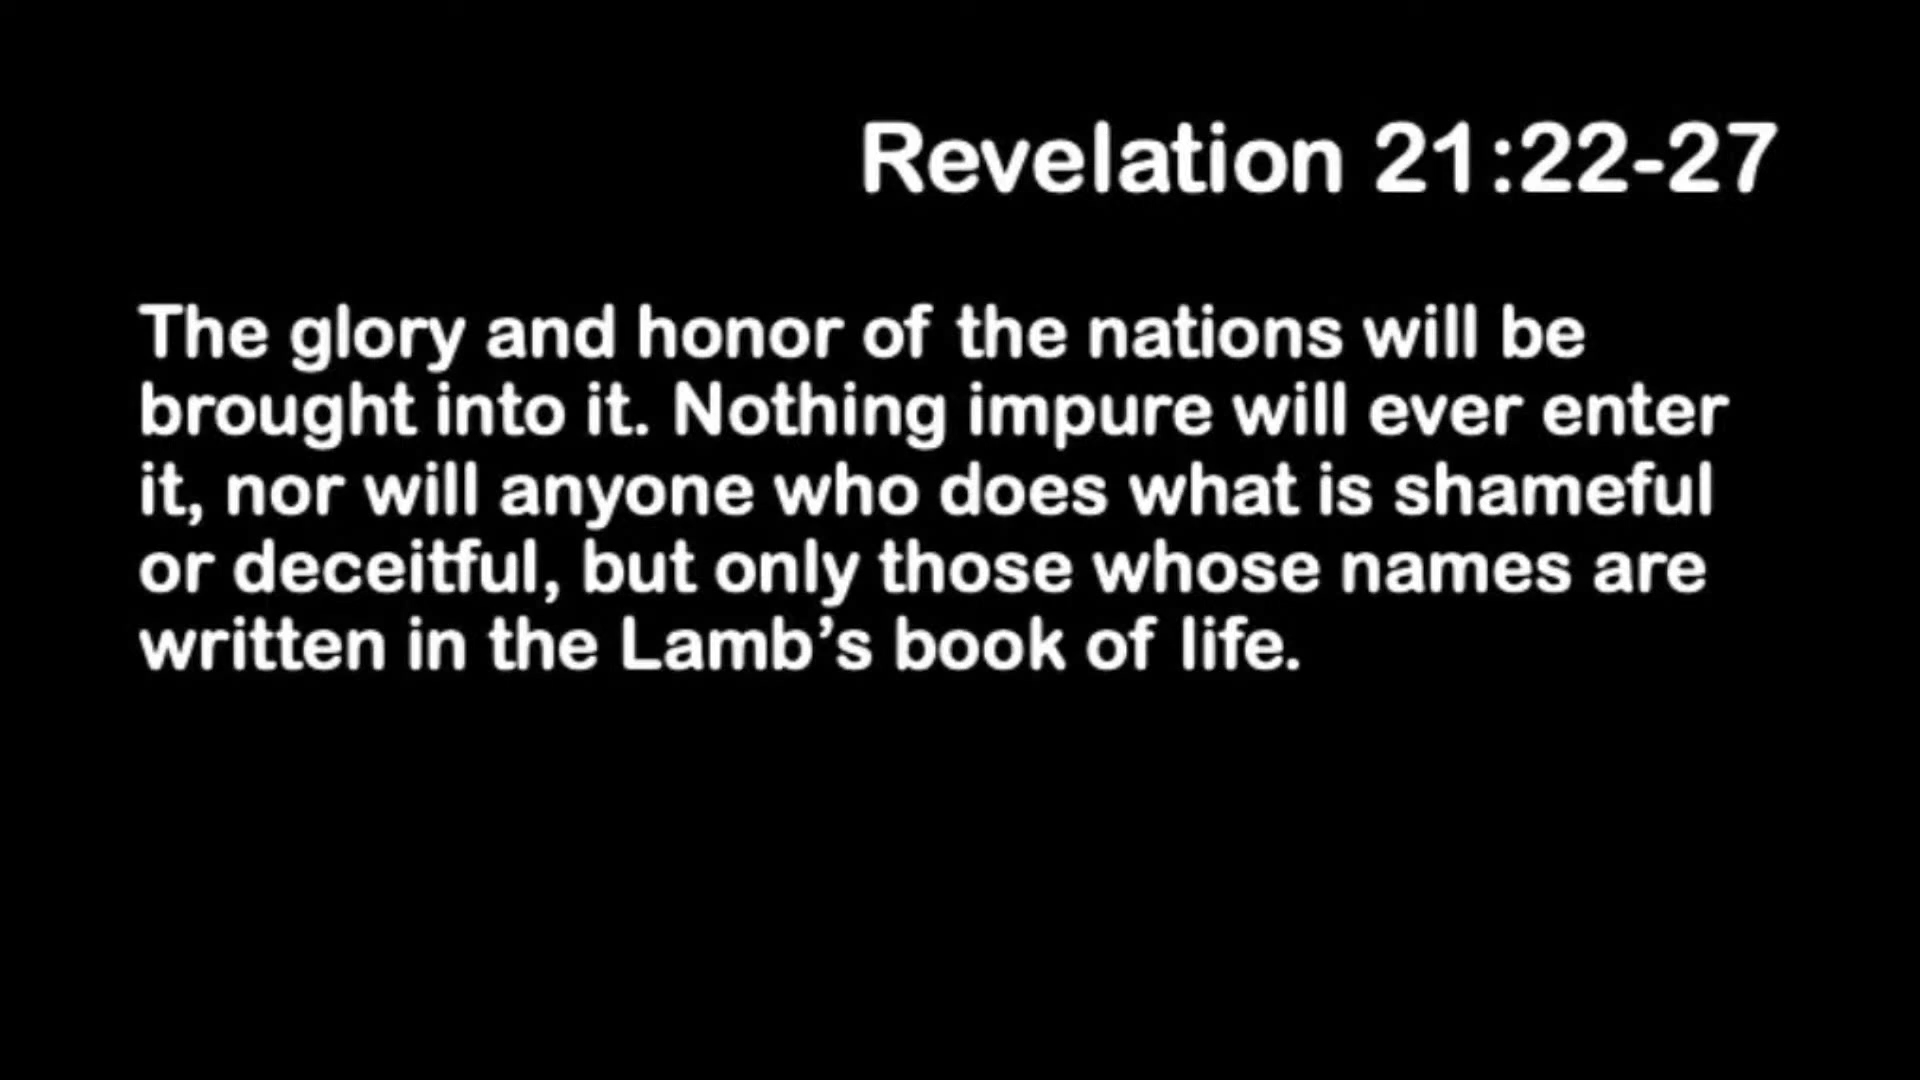 Revelation 21:22-27
The glory and honor of the nations will be
brought into it. Nothing impure will ever enter
it, nor will anyone who does what is shameful
or deceitful, but only those whose names are
written in the Lamb’s book of life.